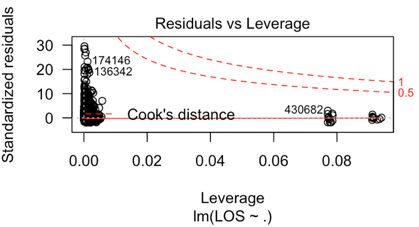 Residuals vs Leverage
Standardized residuals
30
20
10
0
174146
136342
Cook's distance
430682
1
0.5
0.00 0.02 0.04 0.06 0.08
Leverage
lm(LOS ~ .)